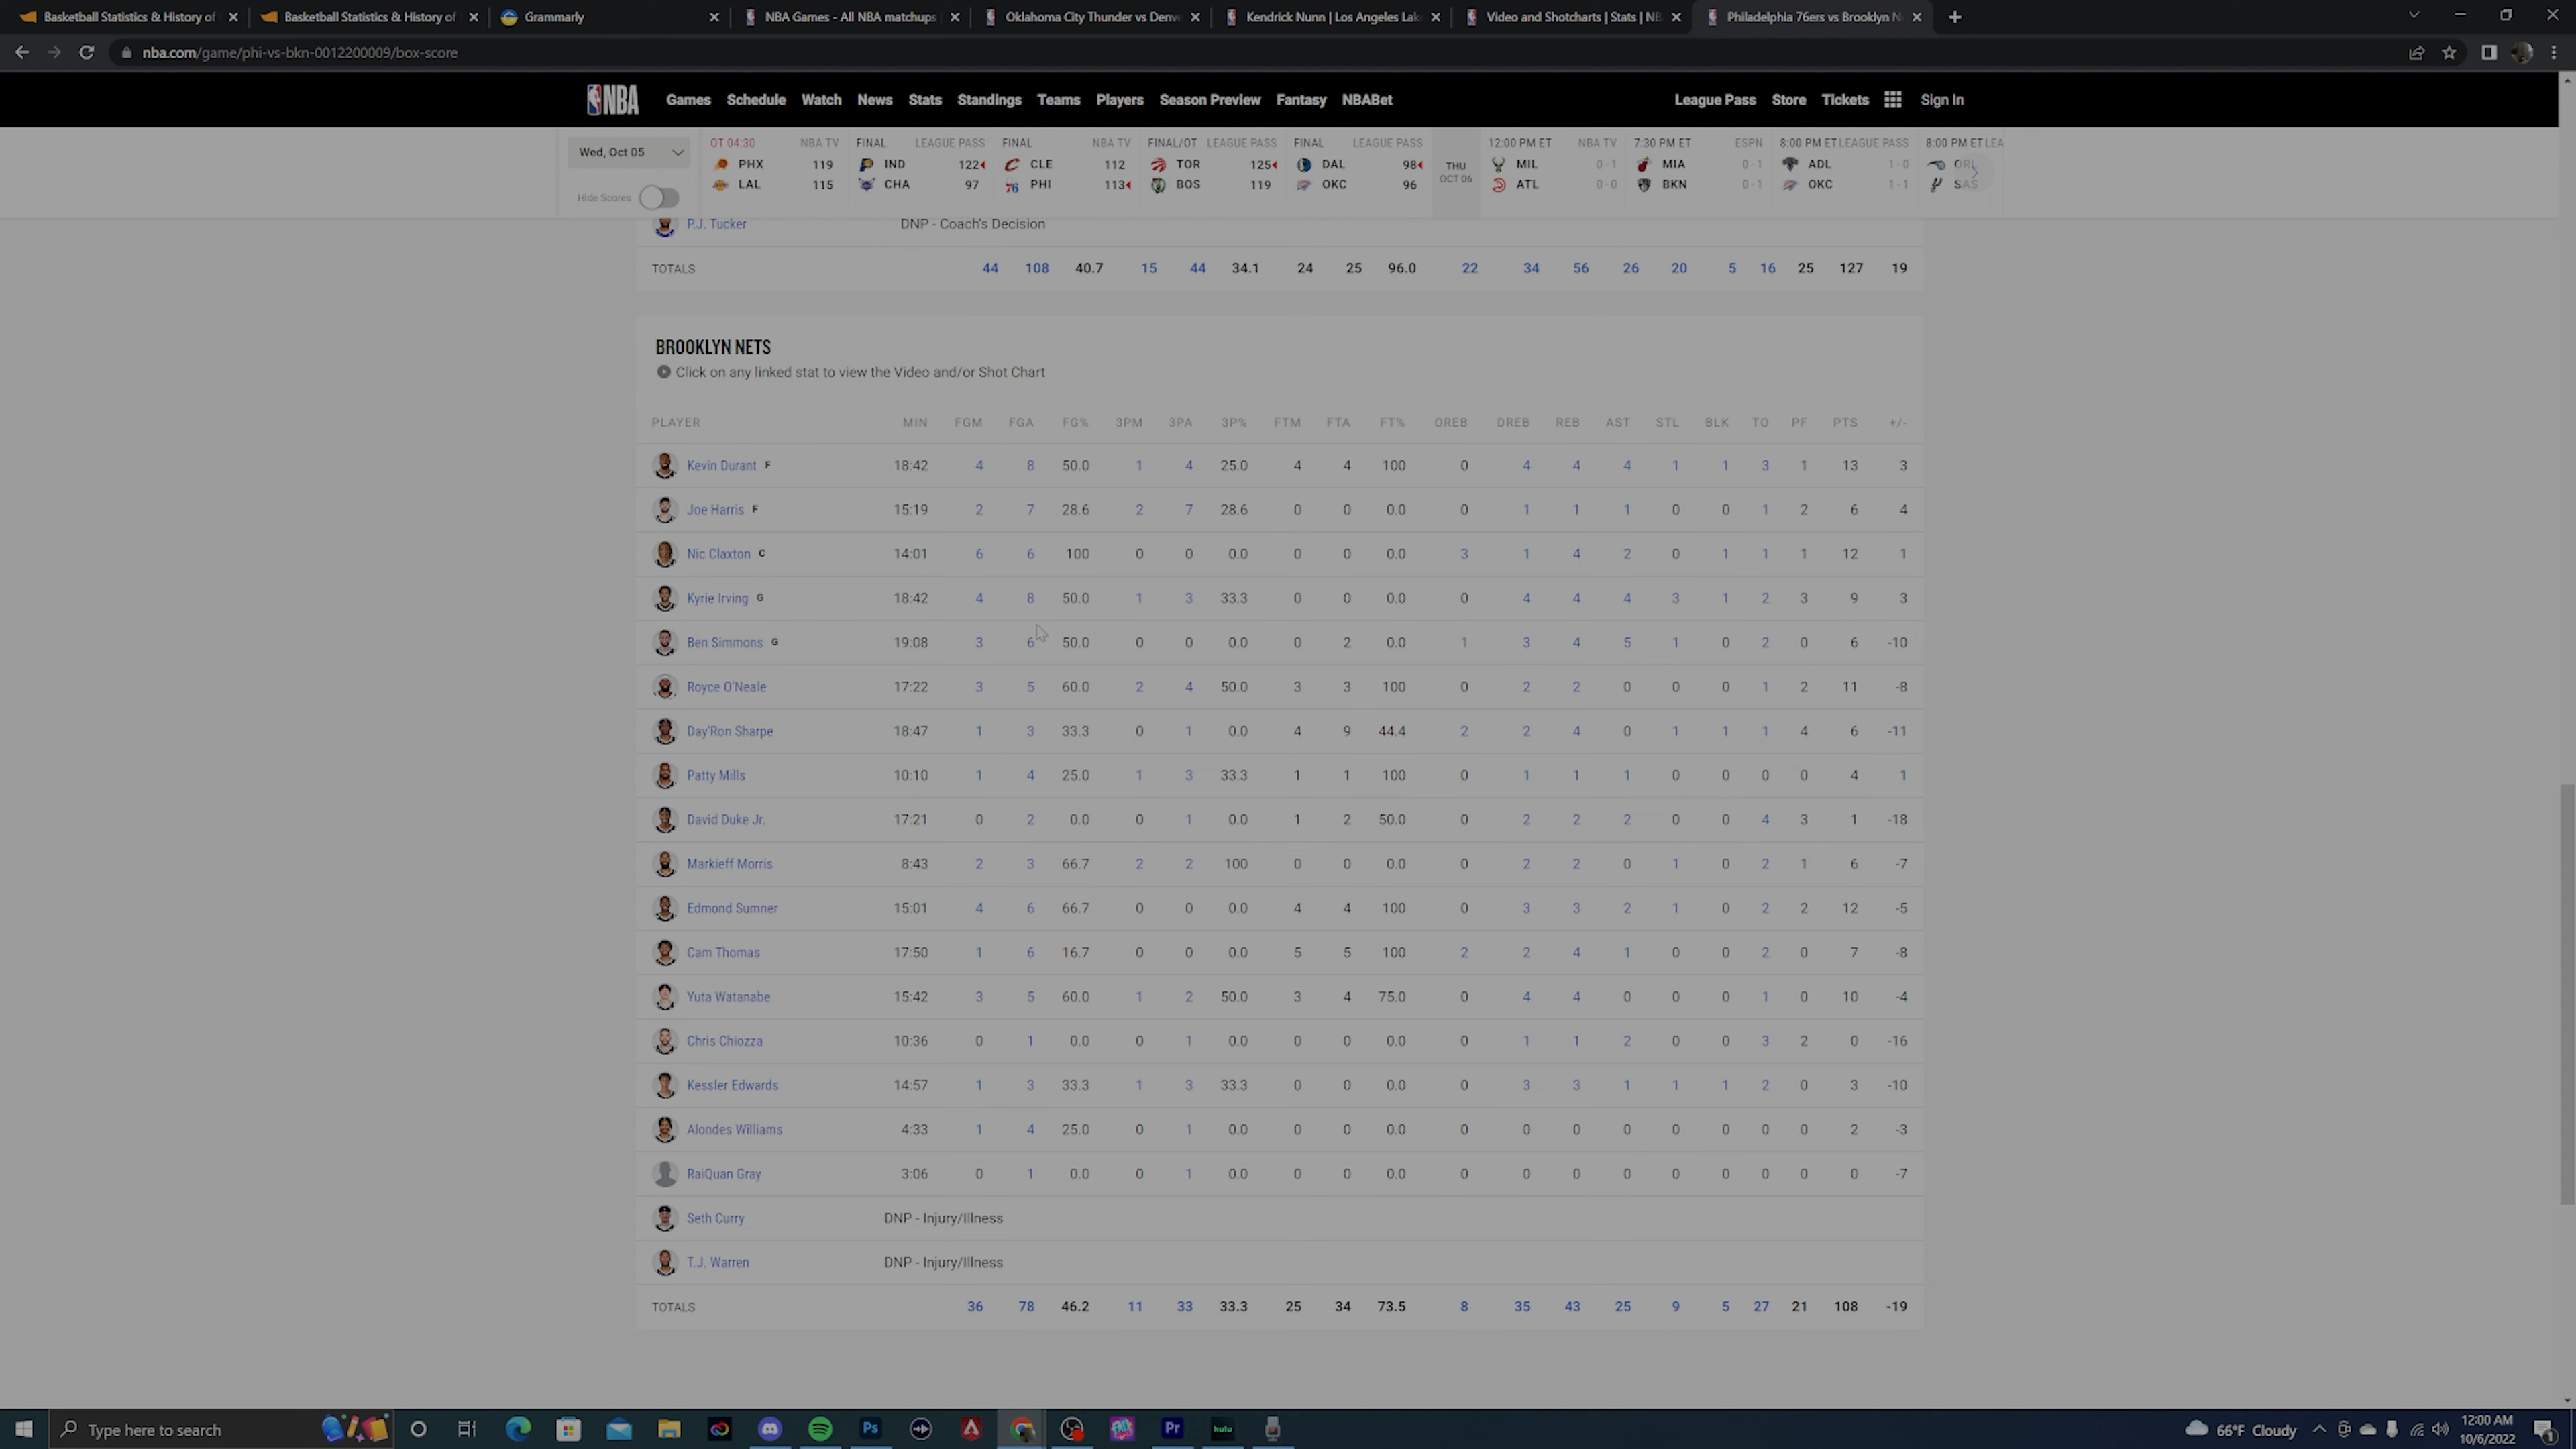 Basketball Statistics & History of
Basketball Statistics & History of
Grammarly
NBA Games - All NBA matchups
Oklahoma City Thunder vs Denve
Kendrick Nunn | Los Angeles Lak
Video and Shotcharts | Stats | NB
Philadelphia 76ers vs Brooklyn N
nba.com/game/phi-vs-bkn-0012200009/box-score
NBA Games Schedule Watch News Stats Standings Teams Players Season Preview Fantasy NBABet League Pass Store Tickets Sign In
Wed, Oct 05
Hide Scores
OT 04:30 NBA TV
PHX 119
LAL 115
FINAL LEAGUE PASS
IND 122
CHA 97
FINAL NBA TV
CLE 112
PHI 113
FINAL/OT LEAGUE PASS
TOR 125
BOS 119
FINAL LEAGUE PASS
DAL 98
OKC 96
THU
OCT 06
12:00 PM ET NBA TV
MIL 0-1
ATL 0-0
7:30 PM ET ESPN
MIA 0-1
BKN 0-1
8:00 PM ET LEAGUE PASS
ADL 1-0
OKC 1-1
8:00 PM ET LEA
ORL
SAS
P.J. Tucker DNP - Coach's Decision
TOTALS 44 108 40.7 15 44 34.1 24 25 96.0 22 34 56 26 20 5 16 25 127 19
BROOKLYN NETS
Click on any linked stat to view the Video and/or Shot Chart
PLAYER MIN FGM FGA FG% 3PM 3PA 3P% FTM FTA FT% OREB DREB REB AST STL BLK TO PF PTS +/-
Kevin Durant F 18:42 4 8 50.0 1 4 25.0 4 4 100 0 4 4 4 1 1 3 1 13 3
Joe Harris F 15:19 2 7 28.6 2 7 28.6 0 0 0.0 0 1 1 1 0 0 1 2 6 4
Nic Claxton C 14:01 6 6 100 0 0 0.0 0 0 0.0 3 1 4 2 0 1 1 1 12 1
Kyrie Irving G 18:42 4 8 50.0 1 3 33.3 0 0 0.0 0 4 4 4 3 1 2 3 9 3
Ben Simmons G 19:08 3 6 50.0 0 0 0.0 0 2 0.0 1 3 4 5 1 0 2 0 6 -10
Royce O'Neale 17:22 3 5 60.0 2 4 50.0 3 3 100 0 2 2 0 0 0 1 2 11 -8
Day'Ron Sharpe 18:47 1 3 33.3 0 1 0.0 4 9 44.4 2 2 4 0 1 1 1 4 6 -11
Patty Mills 10:10 1 4 25.0 1 3 33.3 1 1 100 0 1 1 1 0 0 0 0 4 1
David Duke Jr. 17:21 0 2 0.0 0 1 0.0 1 2 50.0 0 2 2 2 0 0 4 3 1 -18
Markieff Morris 8:43 2 3 66.7 2 2 100 0 0 0.0 0 2 2 0 1 0 2 1 6 -7
Edmond Sumner 15:01 4 6 66.7 0 0 0.0 4 4 100 0 3 3 2 1 0 2 2 12 -5
Cam Thomas 17:50 1 6 16.7 0 0 0.0 5 5 100 2 2 4 1 0 0 2 0 7 -8
Yuta Watanabe 15:42 3 5 60.0 1 2 50.0 3 4 75.0 0 4 4 0 0 0 1 0 10 -4
Chris Chiozza 10:36 0 1 0.0 0 1 0.0 0 0 0.0 0 1 1 2 0 0 3 2 0 -16
Kessler Edwards 14:57 1 3 33.3 1 3 33.3 0 0 0.0 0 3 3 1 1 1 2 0 3 -10
Alondes Williams 4:33 1 4 25.0 0 1 0.0 0 0 0.0 0 0 0 0 0 0 0 0 2 -3
RaiQuan Gray 3:06 0 1 0.0 0 1 0.0 0 0 0.0 0 0 0 0 0 0 0 0 0 -7
Seth Curry DNP - Injury/Illness
T.J. Warren DNP - Injury/Illness
TOTALS 36 78 46.2 11 33 33.3 25 34 73.5 8 35 43 25 9 5 27 21 108 -19
Type here to search
Ps
Pr
hulu
66°F Cloudy
12:00 AM
10/6/2022
1